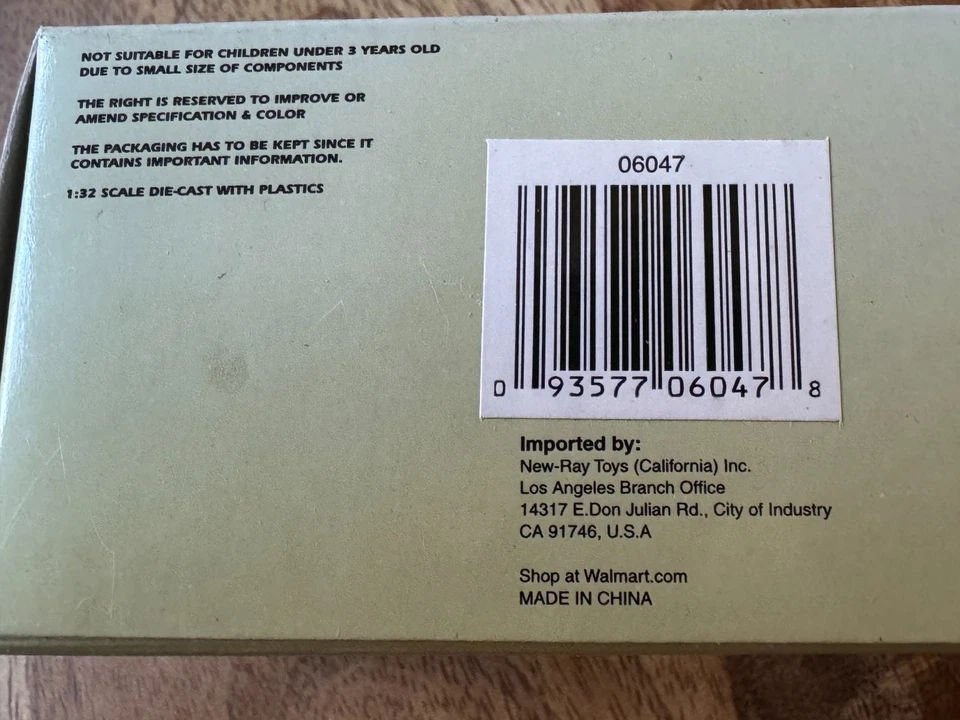 NOT SUITABLE FOR CHILDREN UNDER 3 YEARS OLD
DUE TO SMALL SIZE OF COMPONENTS
THE RIGHT IS RESERVED TO IMPROVE OR
AMEND SPECIFICATION & COLOR
THE PACKAGING HAS TO BE KEPT SINCE IT
CONTAINS IMPORTANT INFORMATION.
1:32 SCALE DIE-CAST WITH PLASTICS
06047
0 93577 06047 8
Imported by:
New-Ray Toys (California) Inc.
Los Angeles Branch Office
14317 E.Don Julian Rd., City of Industry
CA 91746, U.S.A
Shop at Walmart.com
MADE IN CHINA